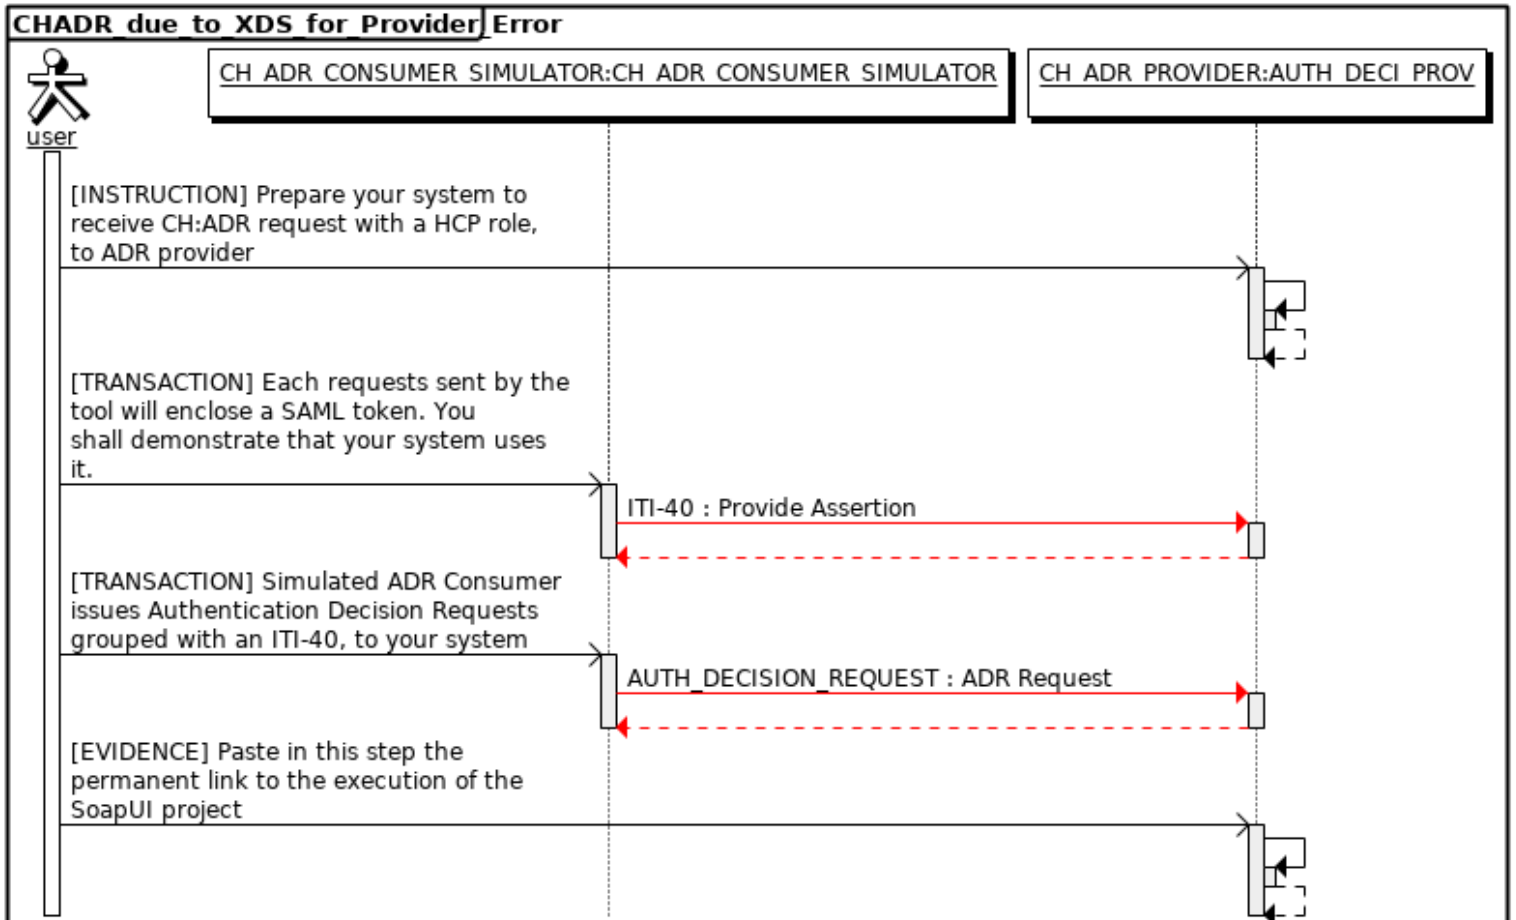 CHADR_due_to_XDS_for_Provider_Error
CH_ADR_CONSUMER_SIMULATOR:CH_ADR_CONSUMER_SIMULATOR
CH_ADR_PROVIDER:AUTH_DECI_PROV
user
[INSTRUCTION] Prepare your system to
receive CH:ADR request with a HCP role,
to ADR provider
[TRANSACTION] Each requests sent by the
tool will enclose a SAML token. You
shall demonstrate that your system uses
it.
ITI-40 : Provide Assertion
[TRANSACTION] Simulated ADR Consumer
issues Authentication Decision Requests
grouped with an ITI-40, to your system
AUTH_DECISION_REQUEST : ADR Request
[EVIDENCE] Paste in this step the
permanent link to the execution of the
SoapUI project